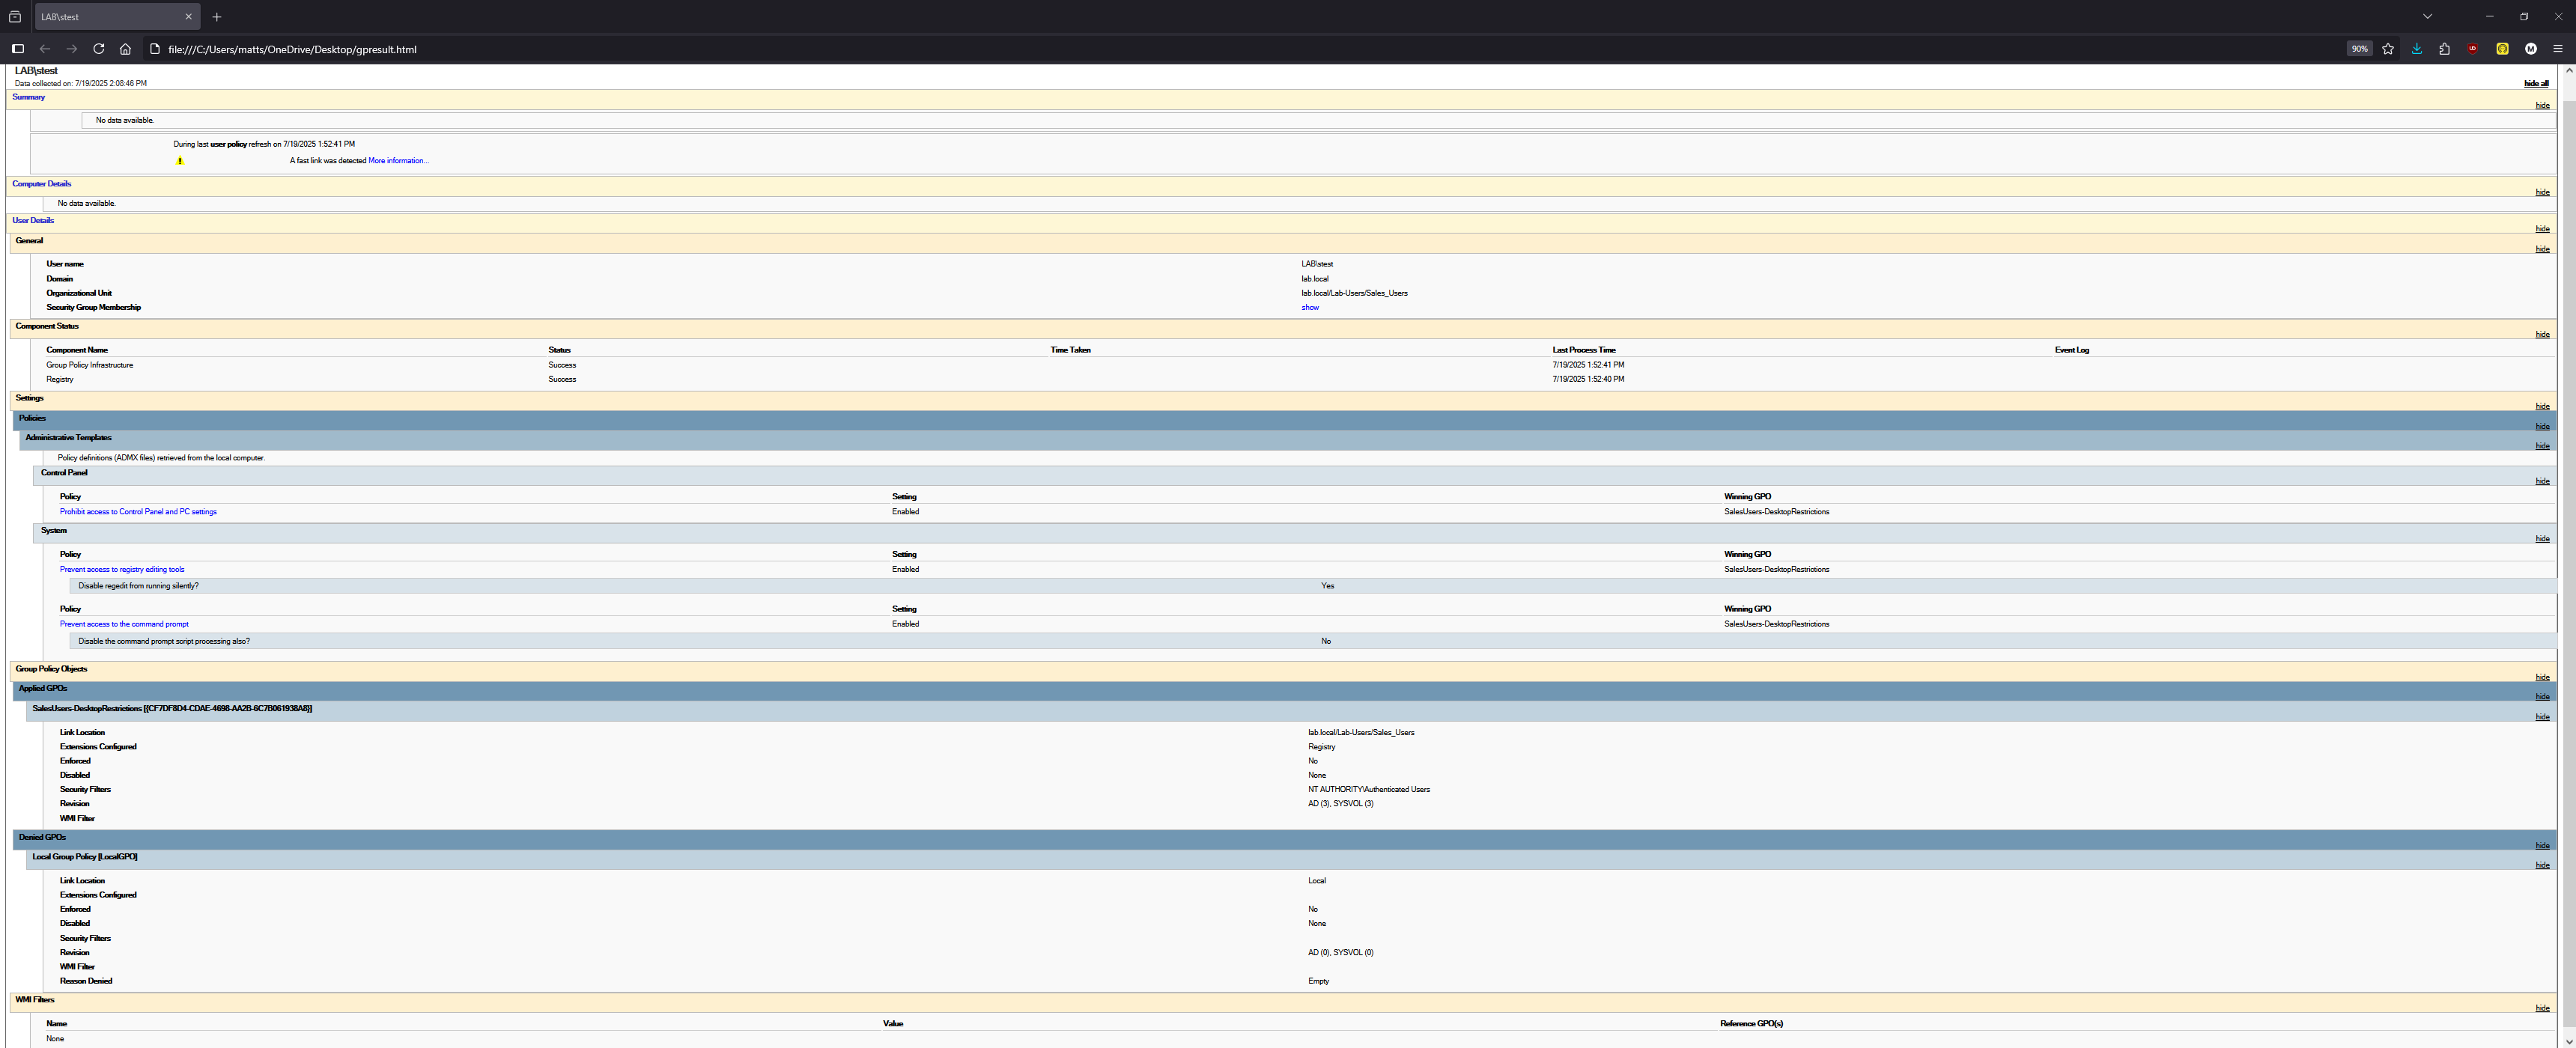 LAB\stest
file:///C:/Users/matts/OneDrive/Desktop/gpresult.html
90%
LAB\stest
Data collected on: 7/19/2025 2:08:46 PM
hide all
Summary
hide
No data available.
During last user policy refresh on 7/19/2025 1:52:41 PM
A fast link was detected More information...
Computer Details
hide
No data available.
User Details
hide
General
hide
User name LAB\stest
Domain lab.local
Organizational Unit lab.local/Lab-Users/Sales_Users
Security Group Membership show
Component Status
hide
Component Name Status Time Taken Last Process Time Event Log
Group Policy Infrastructure Success 7/19/2025 1:52:41 PM
Registry Success 7/19/2025 1:52:40 PM
Settings
hide
Policies
hide
Administrative Templates
hide
Policy definitions (ADMX files) retrieved from the local computer.
Control Panel
hide
Policy Setting Winning GPO
Prohibit access to Control Panel and PC settings Enabled SalesUsers-DesktopRestrictions
System
hide
Policy Setting Winning GPO
Prevent access to registry editing tools Enabled SalesUsers-DesktopRestrictions
Disable regedit from running silently? Yes
Policy Setting Winning GPO
Prevent access to the command prompt Enabled SalesUsers-DesktopRestrictions
Disable the command prompt script processing also? No
Group Policy Objects
hide
Applied GPOs
hide
SalesUsers-DesktopRestrictions [{CF7DF8D4-CDAE-4698-AA2B-6C7B061938A8}]
hide
Link Location lab.local/Lab-Users/Sales_Users
Extensions Configured Registry
Enforced No
Disabled None
Security Filters NT AUTHORITY\Authenticated Users
Revision AD (3), SYSVOL (3)
WMI Filter
Denied GPOs
hide
Local Group Policy [LocalGPO]
hide
Link Location Local
Extensions Configured
Enforced No
Disabled None
Security Filters
Revision AD (0), SYSVOL (0)
WMI Filter
Reason Denied Empty
WMI Filters
hide
Name Value Reference GPO(s)
None